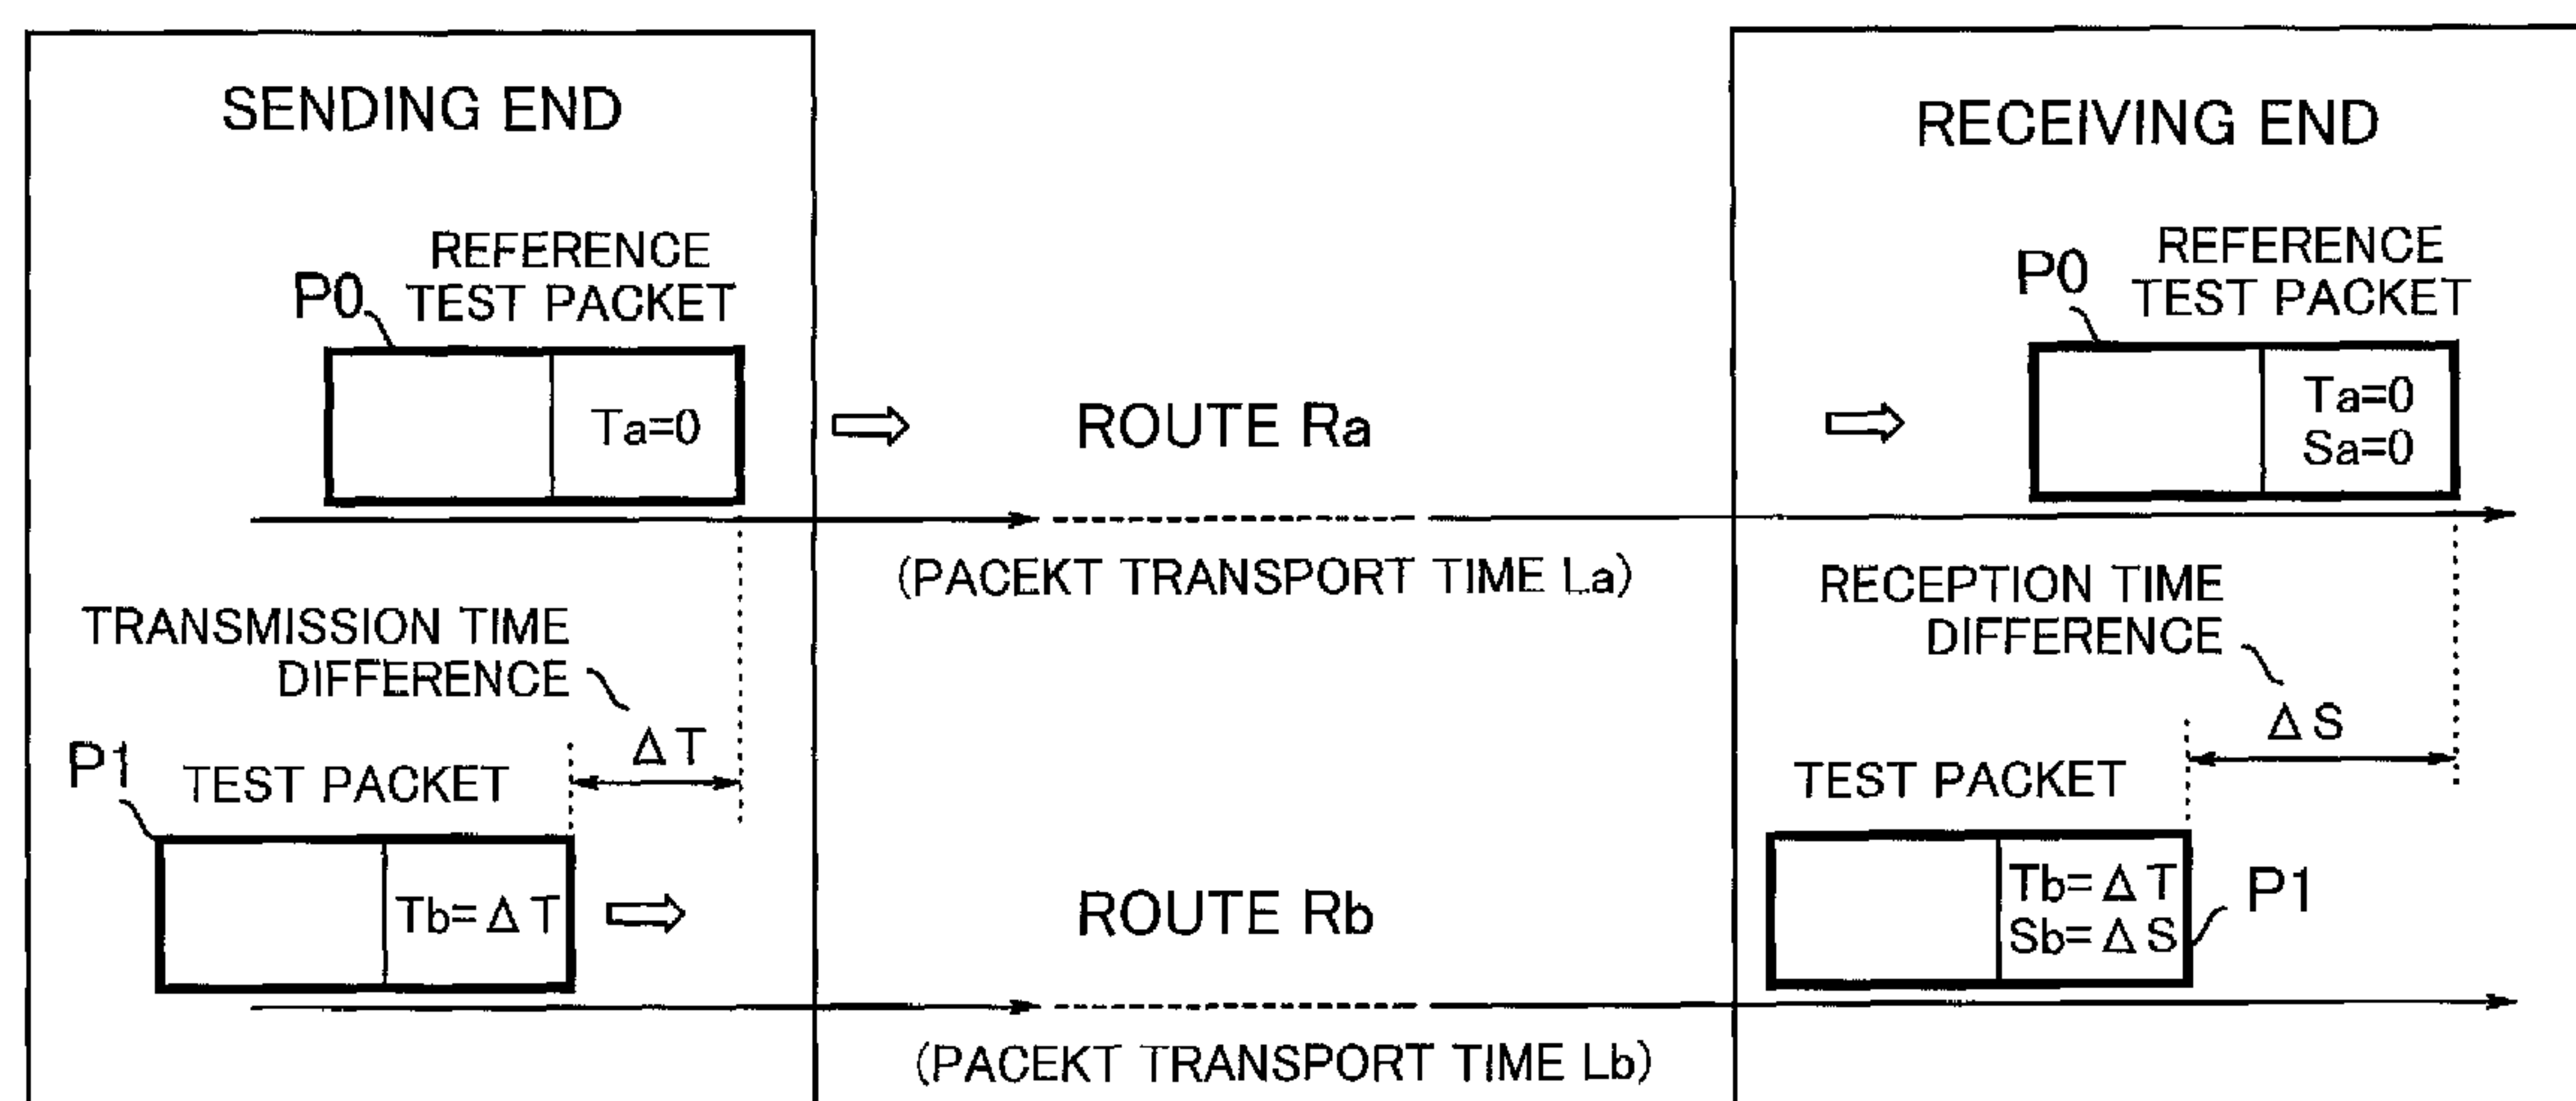 SENDING END
RECEIVING END
REFERENCE
TEST PACKET
P0
Ta=0
ROUTE Ra
REFERENCE
TEST PACKET
P0
Ta=0
Sa=0
(PACEKT TRANSPORT TIME La)
TRANSMISSION TIME
DIFFERENCE
ΔT
RECEPTION TIME
DIFFERENCE
ΔS
P1
TEST PACKET
Tb=ΔT
ROUTE Rb
TEST PACKET
Tb=ΔT
Sb=ΔS
P1
(PACEKT TRANSPORT TIME Lb)